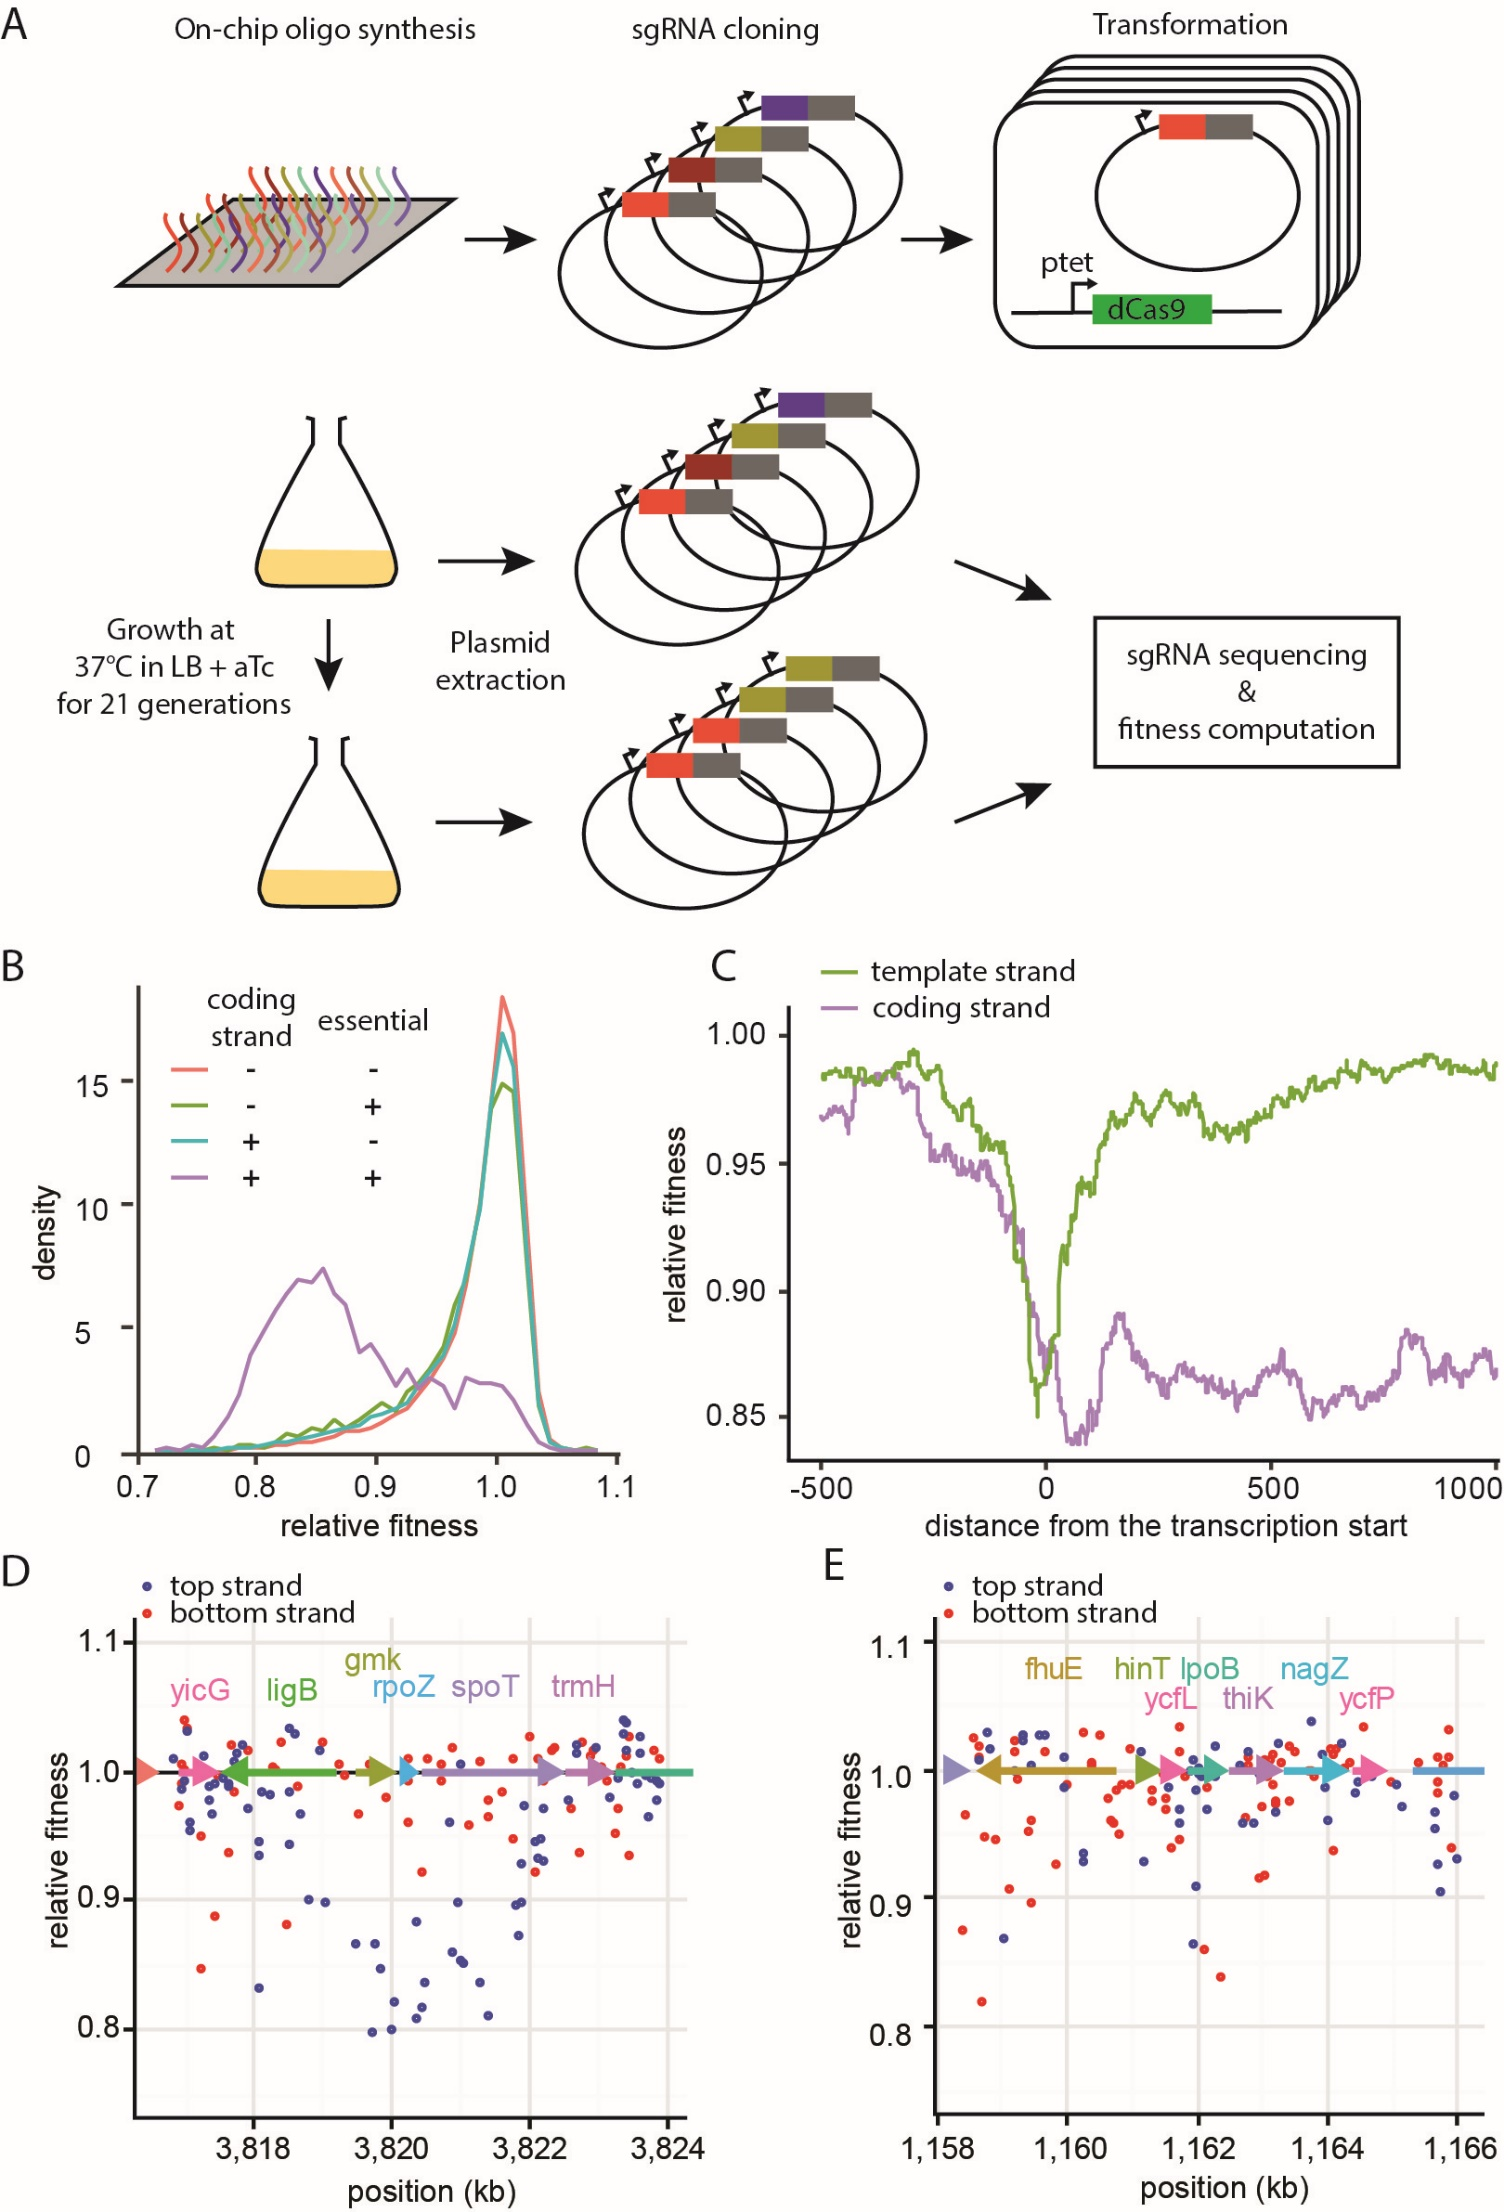 A
On-chip oligo synthesis
sgRNA cloning
Transformation
ptet
dCas9
Growth at
37°C in LB + aTc
for 21 generations
Plasmid
extraction
sgRNA sequencing
&
fitness computation
B
coding
strand
essential
- -
- +
+ -
+ +
density
15
10
5
0
0.7 0.8 0.9 1.0 1.1
relative fitness
C
template strand
coding strand
relative fitness
1.00
0.95
0.90
0.85
-500 0 500 1000
distance from the transcription start
D
top strand
bottom strand
relative fitness
1.1
1.0
0.9
0.8
gmk
yicG ligB rpoZ spoT trmH
3,818 3,820 3,822 3,824
position (kb)
E
top strand
bottom strand
relative fitness
1.1
1.0
0.9
0.8
fhuE hinT lpoB nagZ
ycfL thiK ycfP
1,158 1,160 1,162 1,164 1,166
position (kb)